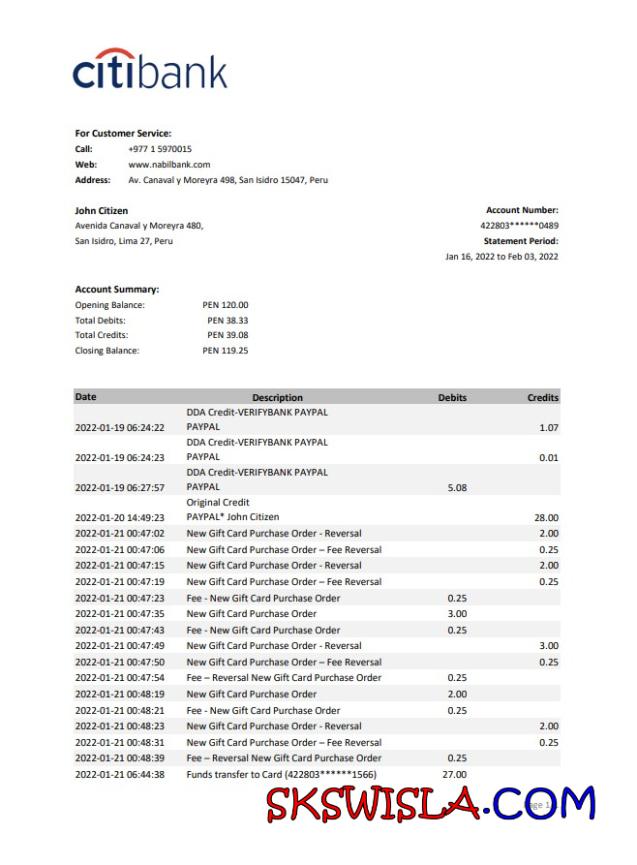 citibank
For Customer Service:
Call: +977 1 5970015
Web: www.nabilbank.com
Address: Av. Canaval y Moreyra 498, San Isidro 15047, Peru
John Citizen Account Number:
Avenida Canaval y Moreyra 480, 422803******0489
San Isidro, Lima 27, Peru Statement Period:
Jan 16, 2022 to Feb 03, 2022
Account Summary:
Opening Balance: PEN 120.00
Total Debits: PEN 38.33
Total Credits: PEN 39.08
Closing Balance: PEN 119.25
Date Description Debits Credits
DDA Credit-VERIFYBANK PAYPAL
2022-01-19 06:24:22 PAYPAL 1.07
DDA Credit-VERIFYBANK PAYPAL
2022-01-19 06:24:23 PAYPAL 0.01
DDA Credit-VERIFYBANK PAYPAL
2022-01-19 06:27:57 PAYPAL 5.08
Original Credit
2022-01-20 14:49:23 PAYPAL* John Citizen 28.00
2022-01-21 00:47:02 New Gift Card Purchase Order - Reversal 2.00
2022-01-21 00:47:06 New Gift Card Purchase Order – Fee Reversal 0.25
2022-01-21 00:47:15 New Gift Card Purchase Order - Reversal 2.00
2022-01-21 00:47:19 New Gift Card Purchase Order – Fee Reversal 0.25
2022-01-21 00:47:23 Fee - New Gift Card Purchase Order 0.25
2022-01-21 00:47:35 New Gift Card Purchase Order 3.00
2022-01-21 00:47:43 Fee - New Gift Card Purchase Order 0.25
2022-01-21 00:47:49 New Gift Card Purchase Order - Reversal 3.00
2022-01-21 00:47:50 New Gift Card Purchase Order – Fee Reversal 0.25
2022-01-21 00:47:54 Fee – Reversal New Gift Card Purchase Order 0.25
2022-01-21 00:48:19 New Gift Card Purchase Order 2.00
2022-01-21 00:48:21 Fee - New Gift Card Purchase Order 0.25
2022-01-21 00:48:23 New Gift Card Purchase Order - Reversal 2.00
2022-01-21 00:48:31 New Gift Card Purchase Order – Fee Reversal 0.25
2022-01-21 00:48:39 Fee – Reversal New Gift Card Purchase Order 0.25
2022-01-21 06:44:38 Funds transfer to Card (422803******1566) 27.00
SKSWISLA.COM